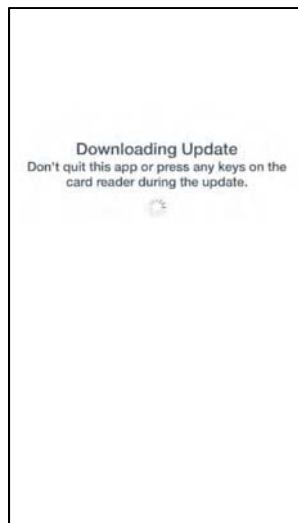 Downloading Update
Don't quit this app or press any keys on the
card reader during the update.